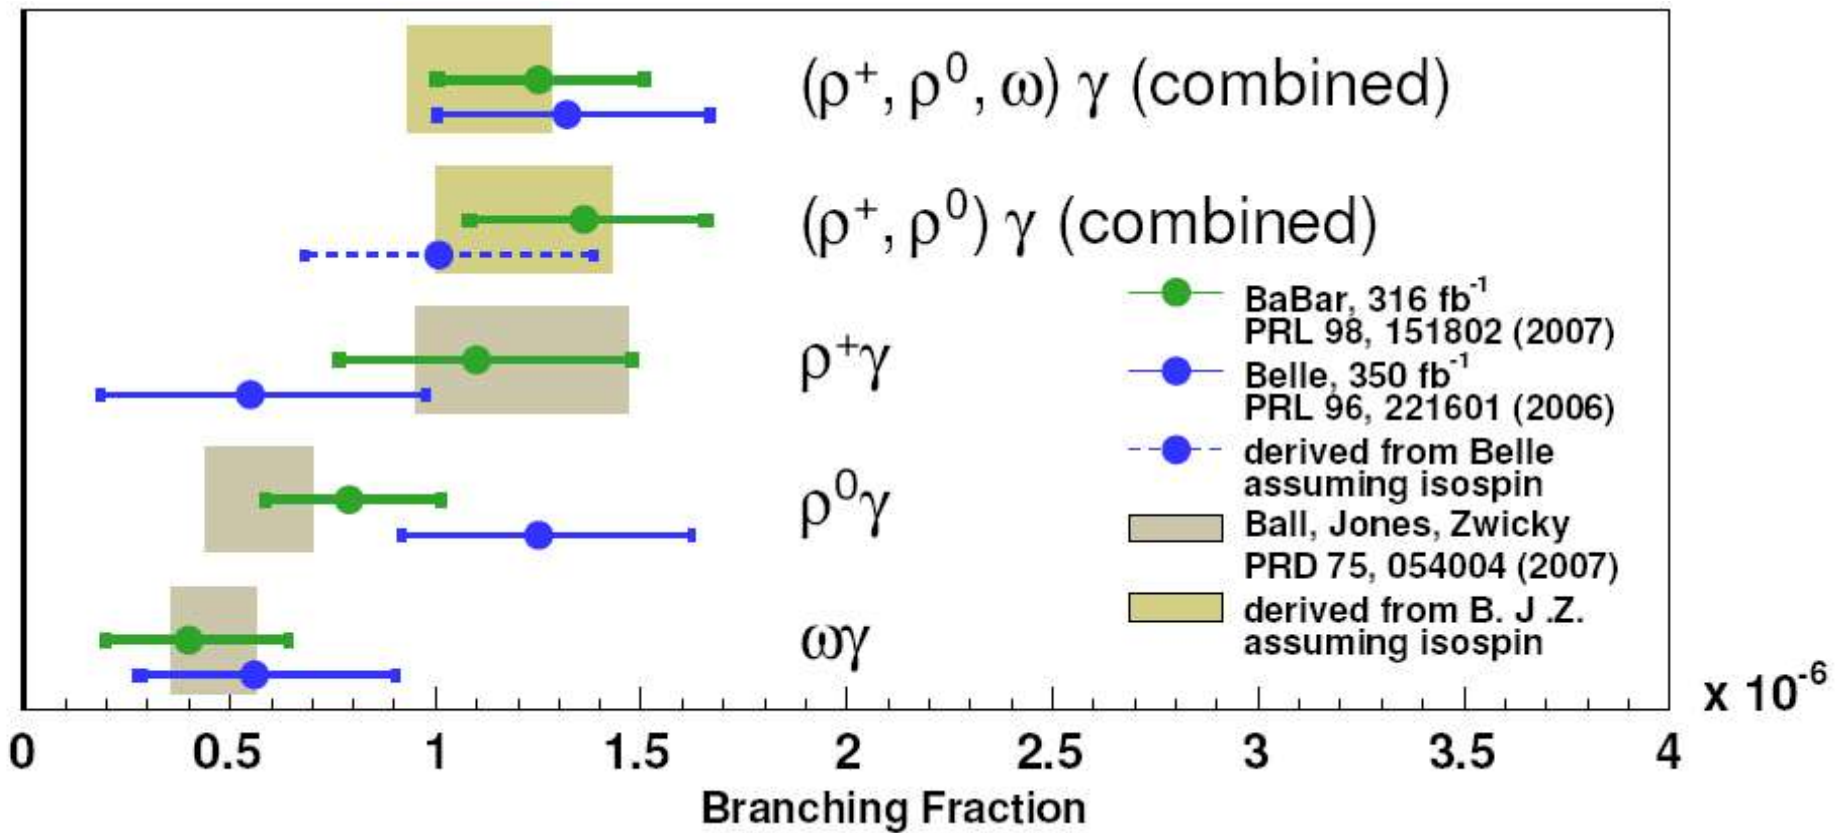 (ρ⁺, ρ⁰, ω) γ (combined)
(ρ⁺, ρ⁰) γ (combined)
ρ⁺γ
ρ⁰γ
ωγ
BaBar, 316 fb⁻¹
PRL 98, 151802 (2007)
Belle, 350 fb⁻¹
PRL 96, 221601 (2006)
derived from Belle
assuming isospin
Ball, Jones, Zwicky
PRD 75, 054004 (2007)
derived from B. J .Z.
assuming isospin
x 10⁻⁶
0 0.5 1 1.5 2 2.5 3 3.5 4
Branching Fraction